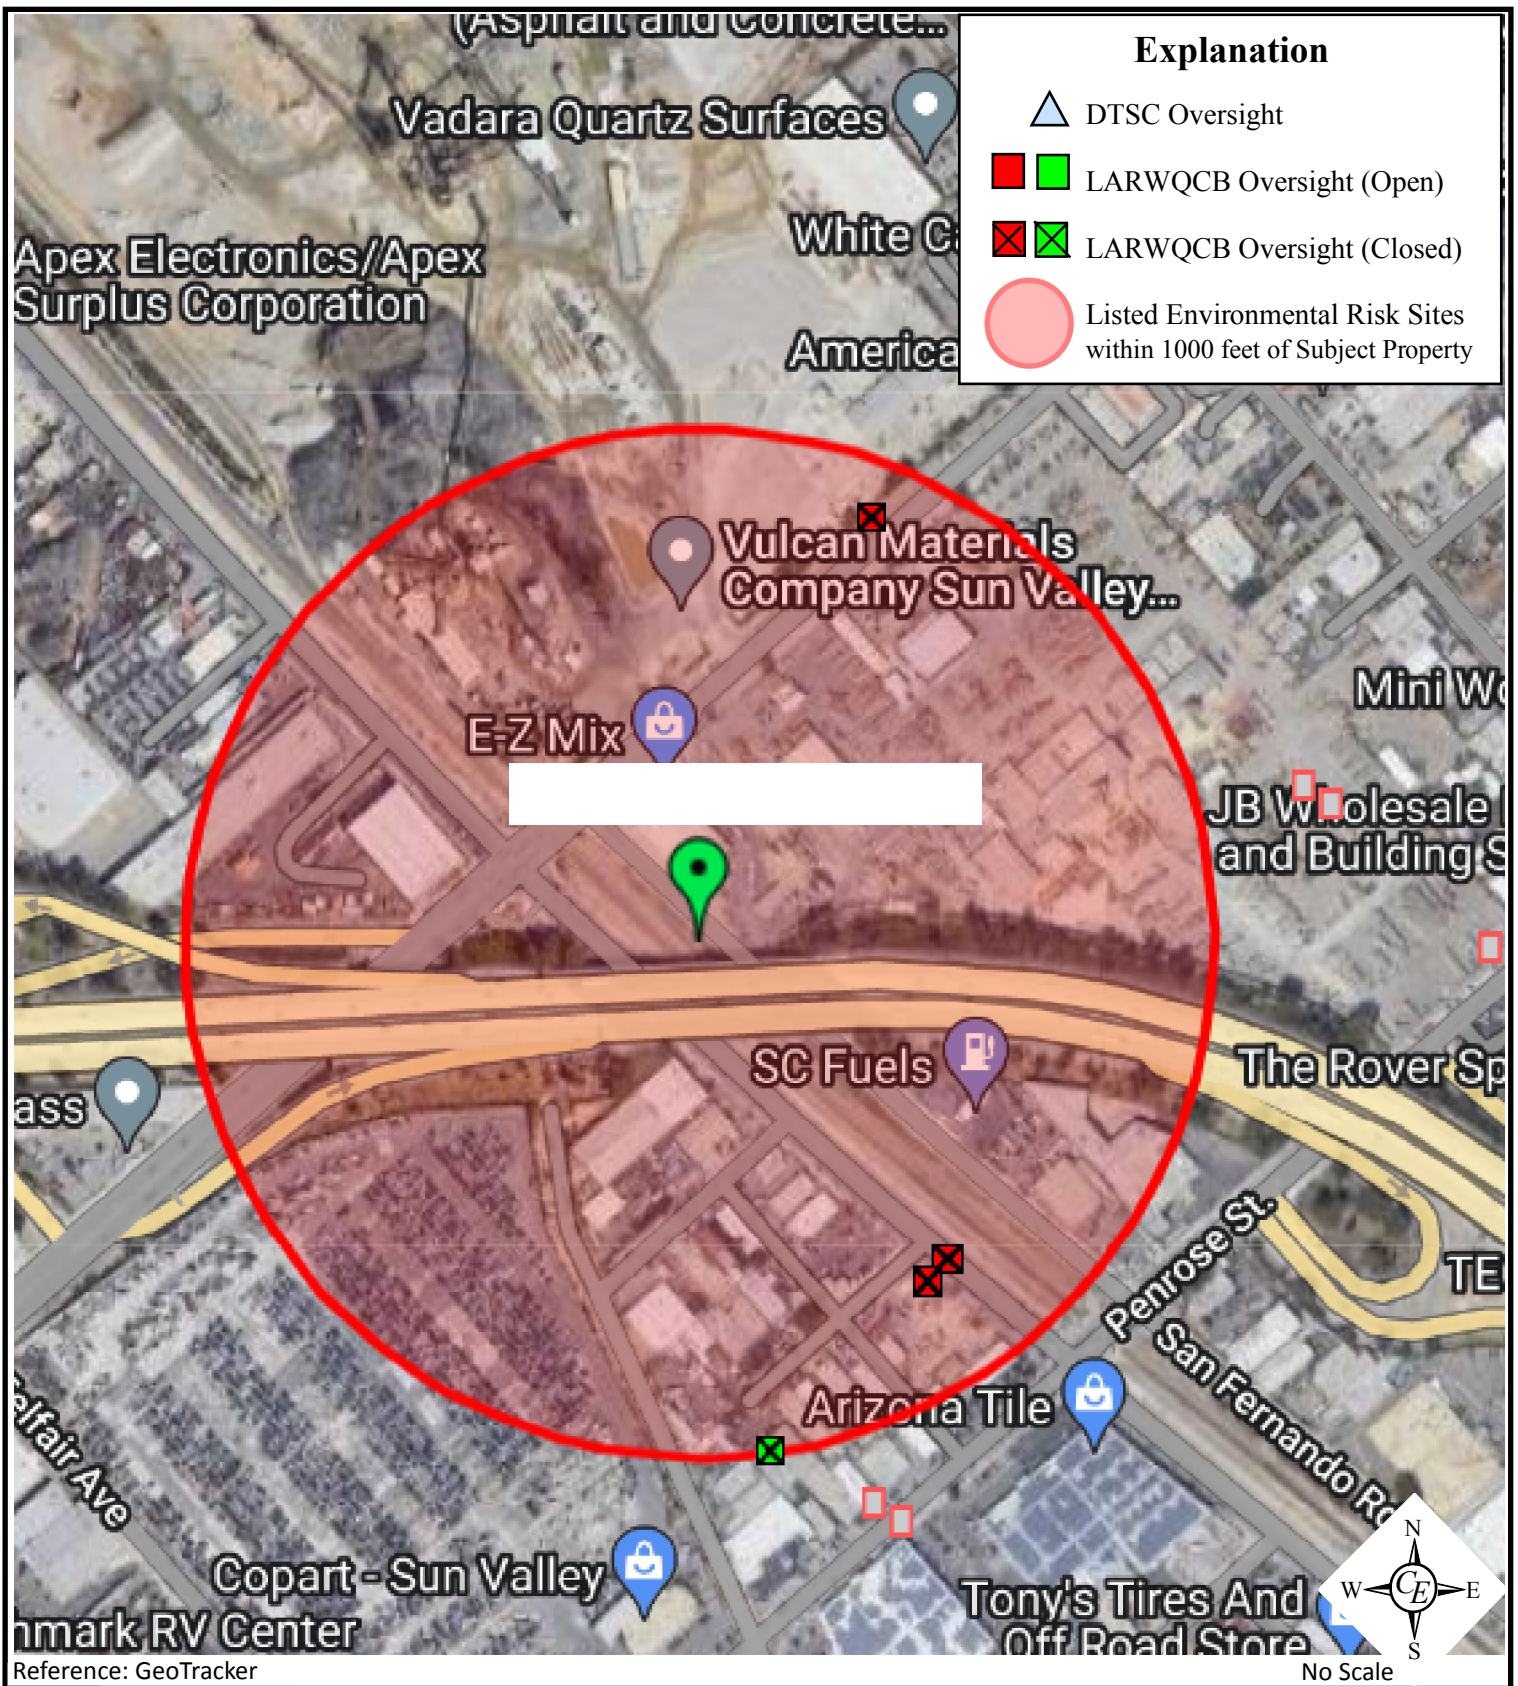 (Asphalt and Concrete...
Explanation
DTSC Oversight
LARWQCB Oversight (Open)
LARWQCB Oversight (Closed)
Listed Environmental Risk Sites
within 1000 feet of Subject Property
Vadara Quartz Surfaces
White
Apex Electronics/Apex
Surplus Corporation
America
Vulcan Materials
Company Sun Valley...
Mini
E-Z Mix
JB Wholesale
and Building S
SC Fuels
The Rover Sp
ass
Penrose St.
TE
San Fernando
Arizona Tile
elfair Ave
Copart - Sun Valley
Tony's Tires And
Off Road Store
nmark RV Center
N
W CE E
S
Reference: GeoTracker
No Scale